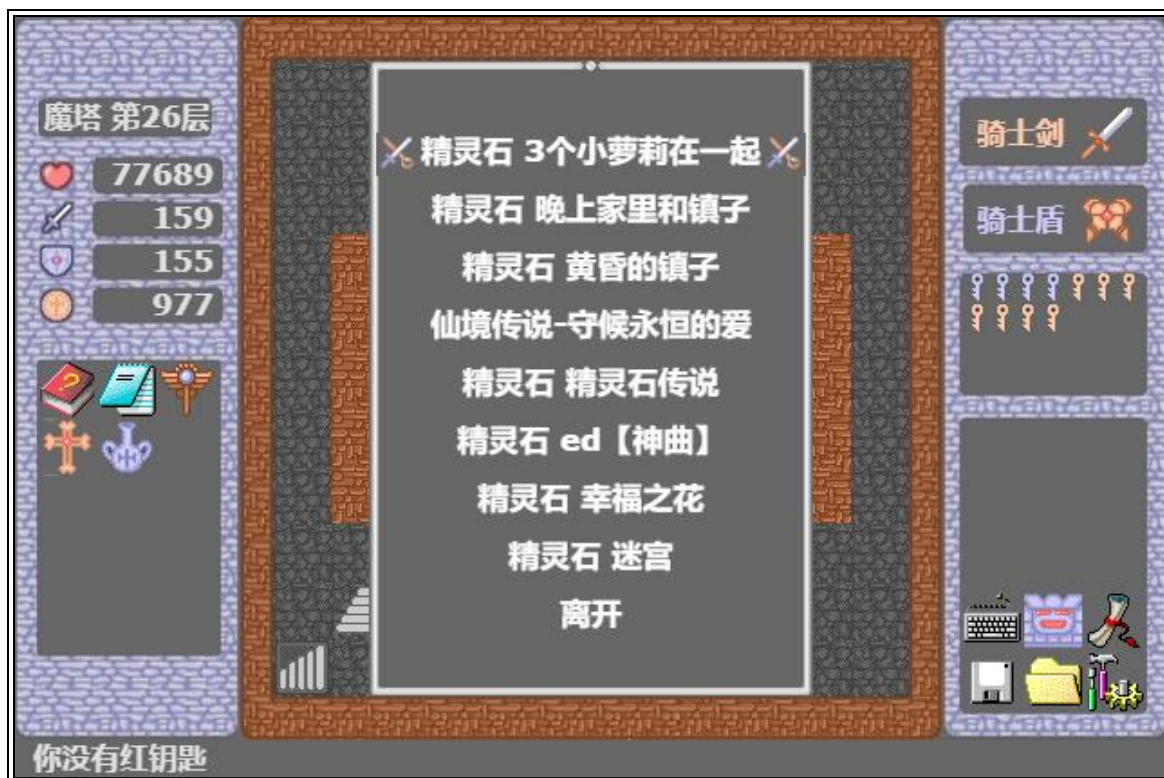 魔塔 第26层
77689
159
155
977
精灵石 3个小萝莉在一起
精灵石 晚上家里和镇子
精灵石 黄昏的镇子
仙境传说-守候永恒的爱
精灵石 精灵石传说
精灵石 ed【神曲】
精灵石 幸福之花
精灵石 迷宫
离开
骑士剑
骑士盾
你没有红钥匙